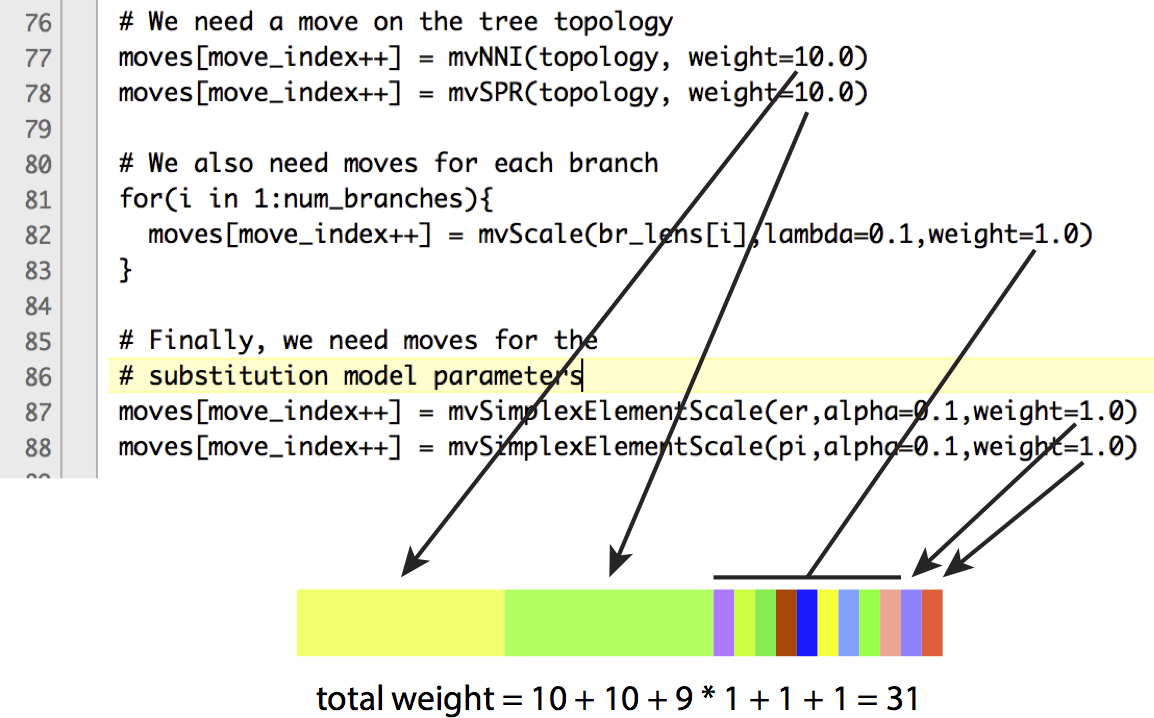 76 # We need a move on the tree topology
77 moves[move_index++] = mvNNI(topology, weight=10.0)
78 moves[move_index++] = mvSPR(topology, weight=10.0)
79
80 # We also need moves for each branch
81 for(i in 1:num_branches){
82 moves[move_index++] = mvScale(br_lens[i],lambda=0.1,weight=1.0)
83 }
84
85 # Finally, we need moves for the
86 # substitution model parameters
87 moves[move_index++] = mvSimplexElementScale(er,alpha=0.1,weight=1.0)
88 moves[move_index++] = mvSimplexElementScale(pi,alpha=0.1,weight=1.0)
total weight = 10 + 10 + 9 * 1 + 1 + 1 = 31